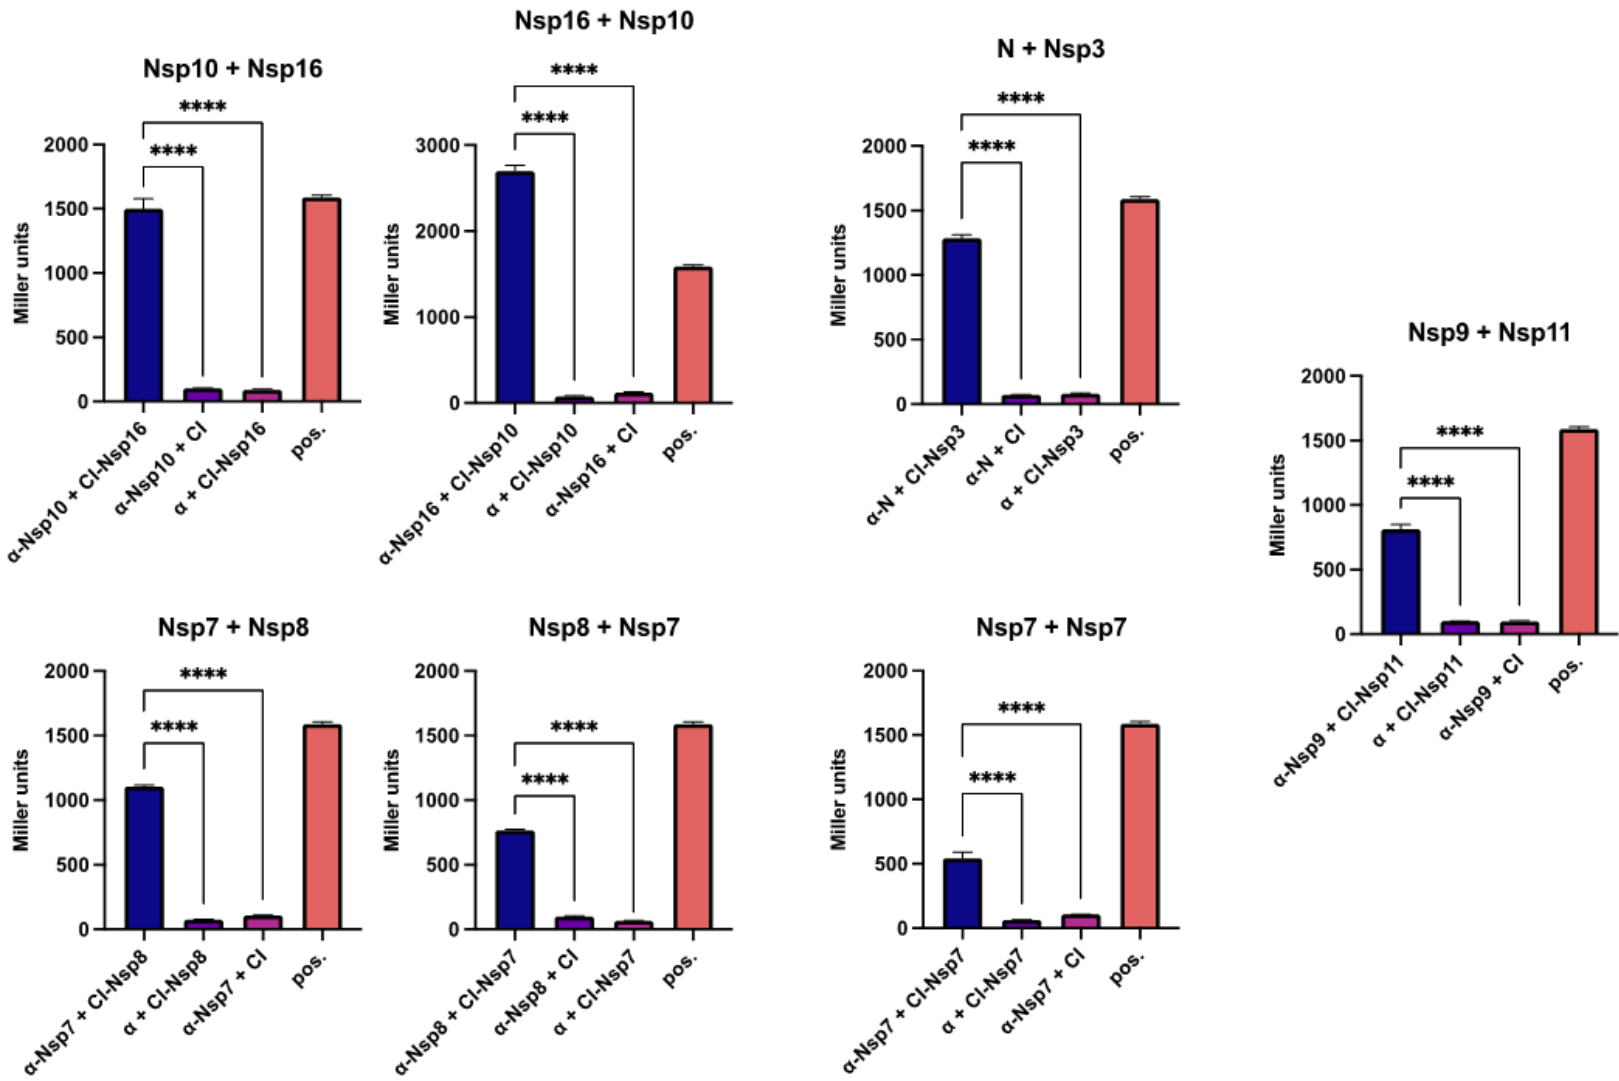 Nsp10 + Nsp16
****
****
2000
1500
1000
500
0
Miller units
α-Nsp10 + CI-Nsp16
α-Nsp10 + CI
α + CI-Nsp16
pos.
Nsp16 + Nsp10
****
****
3000
2000
1000
0
Miller units
α-Nsp16 + CI-Nsp10
α + CI-Nsp10
α-Nsp16 + CI
pos.
N + Nsp3
****
****
2000
1500
1000
500
0
Miller units
α-N + CI-Nsp3
α-N + CI
α + CI-Nsp3
pos.
Nsp9 + Nsp11
****
****
2000
1500
1000
500
0
Miller units
α-Nsp9 + CI-Nsp11
α + CI-Nsp11
α-Nsp9 + CI
pos.
Nsp7 + Nsp8
****
****
2000
1500
1000
500
0
Miller units
α-Nsp7 + CI-Nsp8
α + CI-Nsp8
α-Nsp7 + CI
pos.
Nsp8 + Nsp7
****
****
2000
1500
1000
500
0
Miller units
α-Nsp8 + CI-Nsp7
α-Nsp8 + CI
α + CI-Nsp7
pos.
Nsp7 + Nsp7
****
****
2000
1500
1000
500
0
Miller units
α-Nsp7 + CI-Nsp7
α + CI-Nsp7
α-Nsp7 + CI
pos.